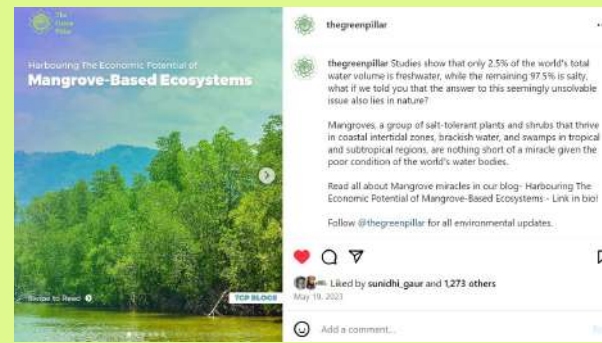 The
Green
Pillar
Harbouring The Economic Potential of
Mangrove-Based Ecosystems
Swipe to Read
TGP BLOGS
thegreenpillar
thegreenpillar Studies show that only 2.5% of the world's total
water volume is freshwater, while the remaining 97.5% is salty,
what if we told you that the answer to this seemingly unsolvable
issue also lies in nature?
Mangroves, a group of salt-tolerant plants and shrubs that thrive
in coastal intertidal zones, brackish water, and swamps in tropical
and subtropical regions, are nothing short of a miracle given the
poor condition of the world's water bodies.
Read all about Mangrove miracles in our blog- Harbouring The
Economic Potential of Mangrove-Based Ecosystems - Link in bio!
Follow @thegreenpillar for all environmental updates.
Liked by sunidhi_gaur and 1,273 others
May 19, 2023
Add a comment...